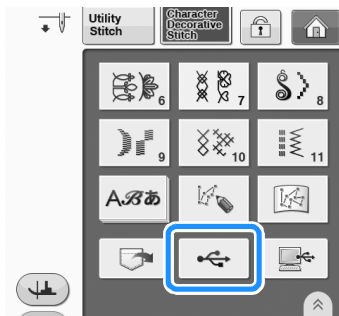 Utility
Stitch
Character
Decorative
Stitch
6
7
8
9
10
11
A𝓑あ